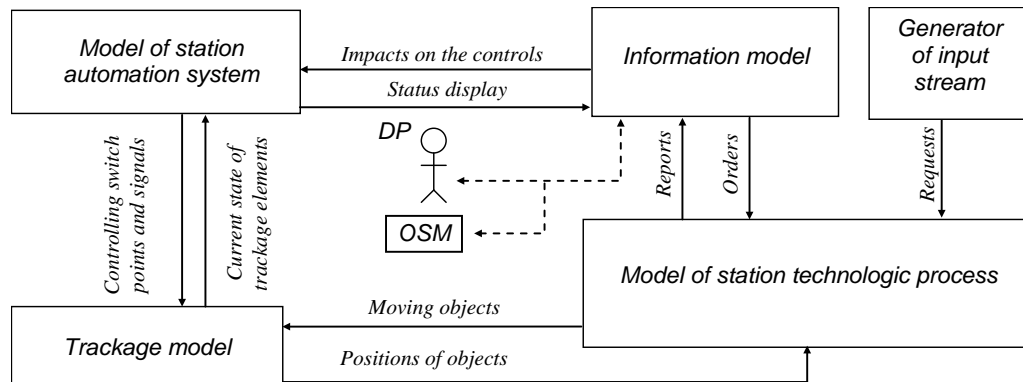 Model of station
automation system
Impacts on the controls
Status display
Information model
Generator
of input
stream
DP
OSM
Controlling switch
points and signals
Current state of
trackage elements
Reports
Orders
Requests
Model of station technologic process
Trackage model
Moving objects
Positions of objects